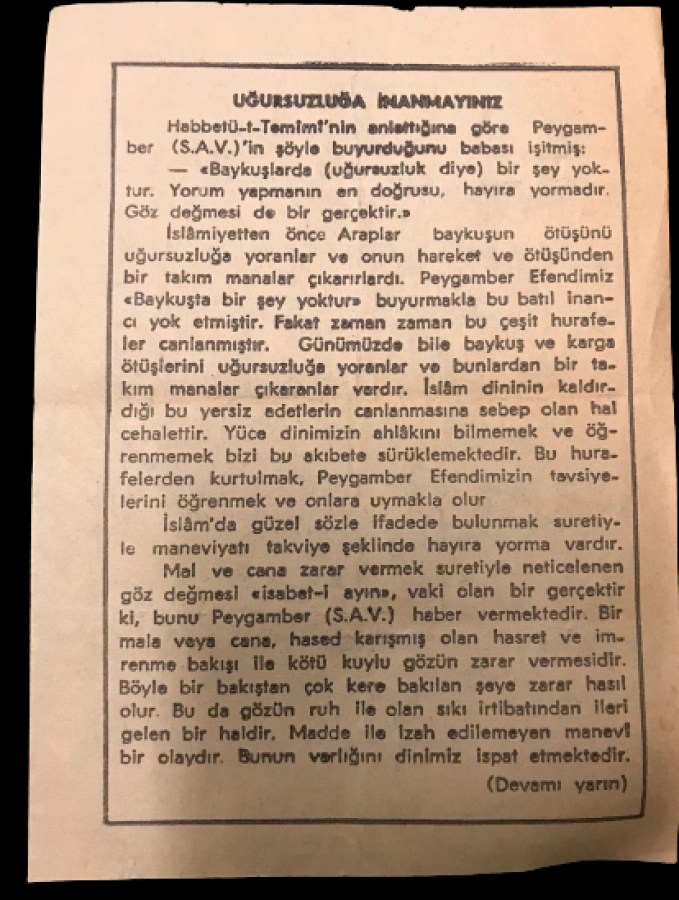 UĞURSUZLUĞA İNANMAYINIZ
Habbetü-t-Temimî'nin anlattığına göre Peygam-
ber (S.A.V.)'in şöyle buyurduğunu babası işitmiş:
— «Baykuşlarda (uğursuzluk diye) bir şey yok-
tur. Yorum yapmanın en doğrusu, hayıra yormadır.
Göz değmesi de bir gerçektir.»
İslâmiyetten önce Araplar baykuşun ötüşünü
uğursuzluğa yoranlar ve onun hareket ve ötüşünden
bir takım manalar çıkarırlardı. Peygamber Efendimiz
«Baykuşta bir şey yoktur» buyurmakla bu batıl inan-
cı yok etmiştir. Fakat zaman zaman bu çeşit hurafe-
ler canlanmıştır. Günümüzde bile baykuş ve karga
ötüşlerini uğursuzluğa yoranlar ve bunlardan bir ta-
kım manalar çıkaranlar vardır. İslâm dininin kaldır-
dığı bu yersiz adetlerin canlanmasına sebep olan hal
cehalettir. Yüce dinimizin ahlâkını bilmemek ve öğ-
renmemek bizi bu akıbete sürüklemektedir. Bu hura-
felerden kurtulmak, Peygamber Efendimizin tavsiye-
lerini öğrenmek ve onlara uymakla olur
İslâm'da güzel sözle ifadede bulunmak suretiy-
le maneviyatı takviye şeklinde hayıra yorma vardır.
Mal ve cana zarar vermek suretiyle neticelenen
göz değmesi «isabet-i ayın», vaki olan bir gerçektir
ki, bunu Peygamber (S.A.V.) haber vermektedir. Bir
mala veya cana, hased karışmış olan hasret ve im-
renme bakışı ile kötü kuylu gözün zarar vermesidir.
Böyle bir bakıştan çok kere bakılan şeye zarar hasıl
olur. Bu da gözün ruh ile olan sıkı irtibatından ileri
gelen bir haldir. Madde ile izah edilemeyen manevî
bir olaydır. Bunun varlığını dinimiz ispat etmektedir.
(Devamı yarın)